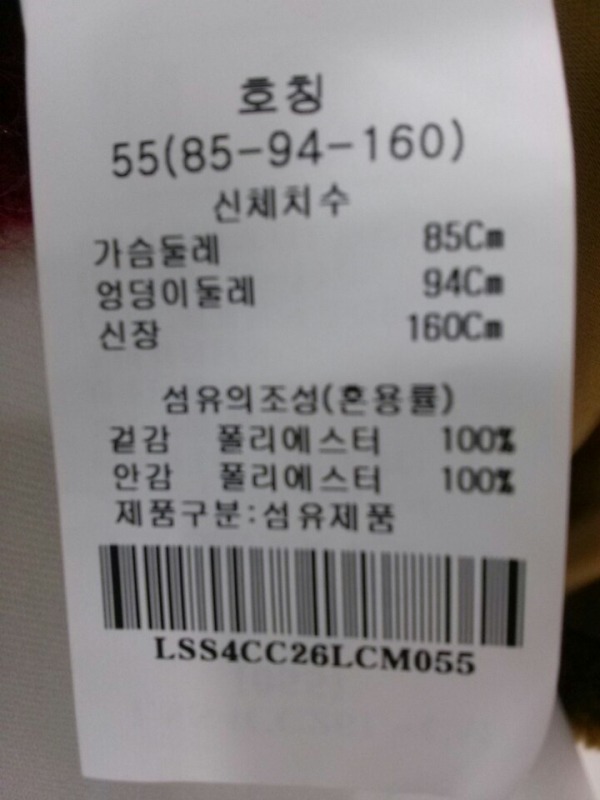 호칭
55(85-94-160)
신체치수
가슴둘레 85Cm
엉덩이둘레 94Cm
신장 160Cm
섬유의조성(혼용률)
겉감 폴리에스터 100%
안감 폴리에스터 100%
제품구분:섬유제품
LSS4CC26LCM055